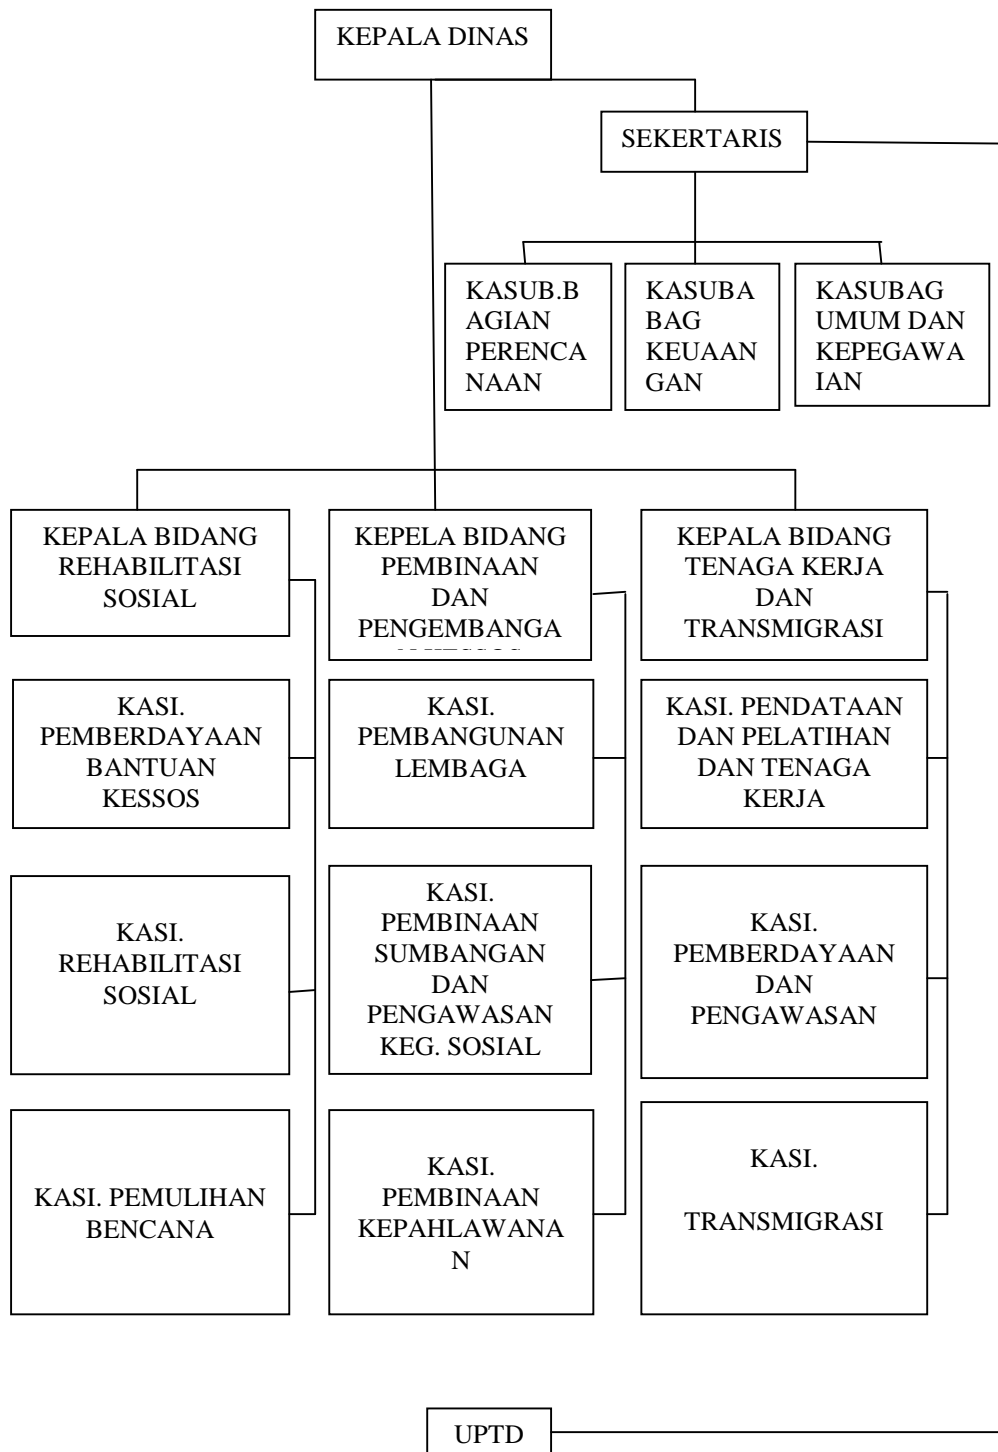 KEPALA DINAS
SEKERTARIS
KASUB.B
AGIAN
PERENCA
NAAN
KASUBA
BAG
KEUAAN
GAN
KASUBAG
UMUM DAN
KEPEGAWA
IAN
KEPALA BIDANG
REHABILITASI
SOSIAL
KEPELA BIDANG
PEMBINAAN
DAN
PENGEMBANGA
KEPALA BIDANG
TENAGA KERJA
DAN
TRANSMIGRASI
KASI.
PEMBERDAYAAN
BANTUAN
KESSOS
KASI.
PEMBANGUNAN
LEMBAGA
KASI. PENDATAAN
DAN PELATIHAN
DAN TENAGA
KERJA
KASI.
REHABILITASI
SOSIAL
KASI.
PEMBINAAN
SUMBANGAN
DAN
PENGAWASAN
KEG. SOSIAL
KASI.
PEMBERDAYAAN
DAN
PENGAWASAN
KASI. PEMULIHAN
BENCANA
KASI.
PEMBINAAN
KEPAHLAWANA
N
KASI.
TRANSMIGRASI
UPTD